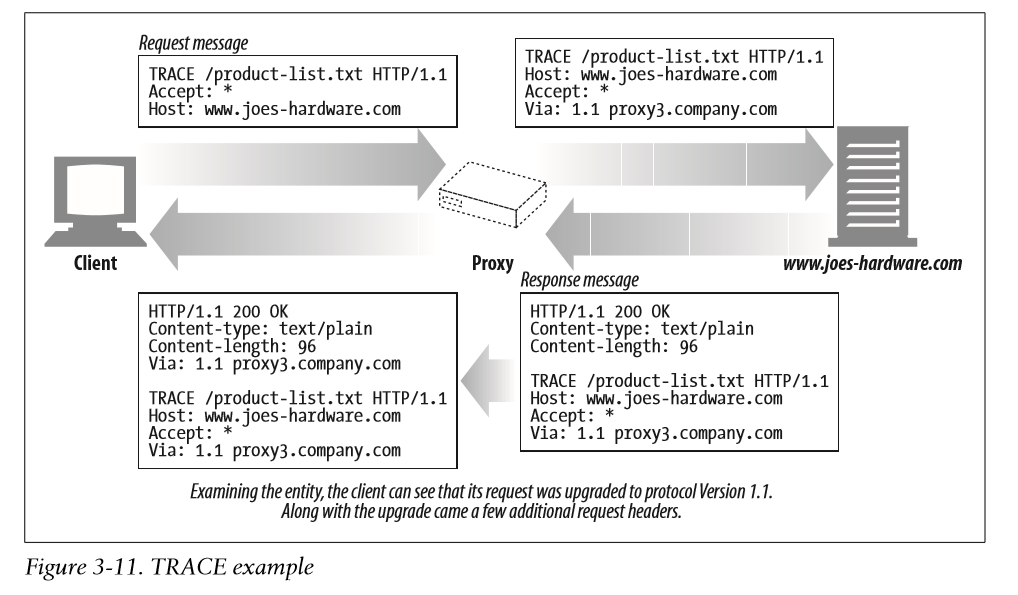 Request message
TRACE /product-list.txt HTTP/1.1
Accept: *
Host: www.joes-hardware.com
TRACE /product-list.txt HTTP/1.1
Host: www.joes-hardware.com
Accept: *
Via: 1.1 proxy3.company.com
Client
Proxy
www.joes-hardware.com
Response message
HTTP/1.1 200 OK
Content-type: text/plain
Content-length: 96
Via: 1.1 proxy3.company.com
TRACE /product-list.txt HTTP/1.1
Host: www.joes-hardware.com
Accept: *
Via: 1.1 proxy3.company.com
HTTP/1.1 200 OK
Content-type: text/plain
Content-length: 96
TRACE /product-list.txt HTTP/1.1
Host: www.joes-hardware.com
Accept: *
Via: 1.1 proxy3.company.com
Examining the entity, the client can see that its request was upgraded to protocol Version 1.1.
Along with the upgrade came a few additional request headers.
Figure 3-11. TRACE example